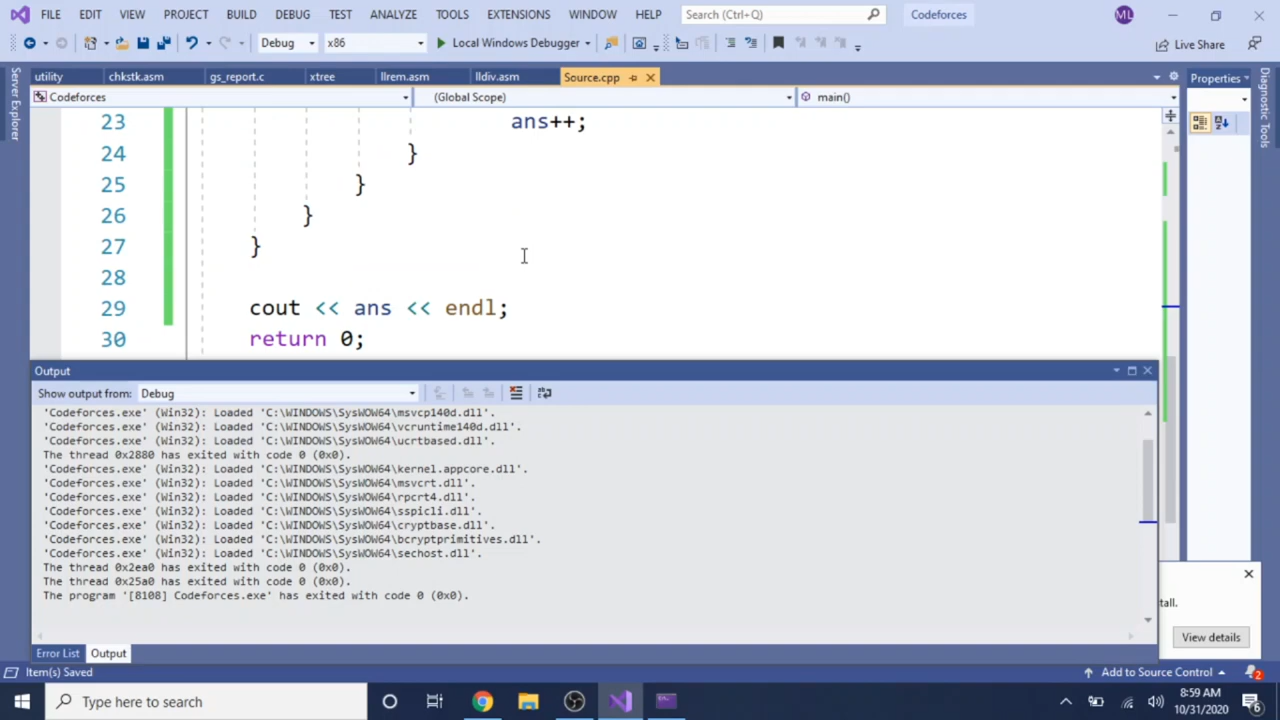 FILE EDIT VIEW PROJECT BUILD DEBUG TEST ANALYZE TOOLS EXTENSIONS WINDOW HELP Search (Ctrl+Q) Codeforces ML
Debug x86 Local Windows Debugger Live Share
utility chkstk.asm gs_report.c xtree llrem.asm lldiv.asm Source.cpp Properties
Codeforces (Global Scope) main()
Server Explorer
Diagnostic Tools
23 ans++;
24 }
25 }
26 }
27 }
28
29 cout << ans << endl;
30 return 0;
Output
Show output from: Debug
'Codeforces.exe' (Win32): Loaded 'C:\WINDOWS\SysWOW64\msvcp140d.dll'.
'Codeforces.exe' (Win32): Loaded 'C:\WINDOWS\SysWOW64\vcruntime140d.dll'.
'Codeforces.exe' (Win32): Loaded 'C:\WINDOWS\SysWOW64\ucrtbased.dll'.
The thread 0x2880 has exited with code 0 (0x0).
'Codeforces.exe' (Win32): Loaded 'C:\WINDOWS\SysWOW64\kernel.appcore.dll'.
'Codeforces.exe' (Win32): Loaded 'C:\WINDOWS\SysWOW64\msvcrt.dll'.
'Codeforces.exe' (Win32): Loaded 'C:\WINDOWS\SysWOW64\rpcrt4.dll'.
'Codeforces.exe' (Win32): Loaded 'C:\WINDOWS\SysWOW64\sspicli.dll'.
'Codeforces.exe' (Win32): Loaded 'C:\WINDOWS\SysWOW64\cryptbase.dll'.
'Codeforces.exe' (Win32): Loaded 'C:\WINDOWS\SysWOW64\bcryptprimitives.dll'.
'Codeforces.exe' (Win32): Loaded 'C:\WINDOWS\SysWOW64\sechost.dll'.
The thread 0x2ea0 has exited with code 0 (0x0).
The thread 0x25a0 has exited with code 0 (0x0).
The program '[8108] Codeforces.exe' has exited with code 0 (0x0).
tall.
View details
Error List Output
Item(s) Saved Add to Source Control 2
Type here to search
8:59 AM
10/31/2020 6